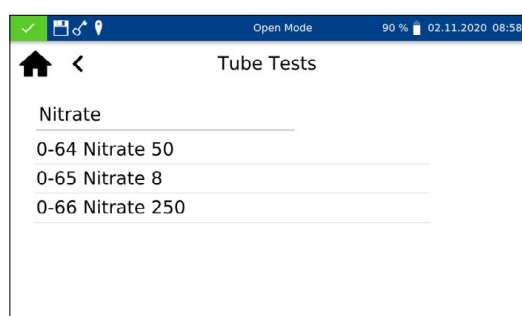 Open Mode 90 % 02.11.2020 08:58
Tube Tests
Nitrate
0-64 Nitrate 50
0-65 Nitrate 8
0-66 Nitrate 250